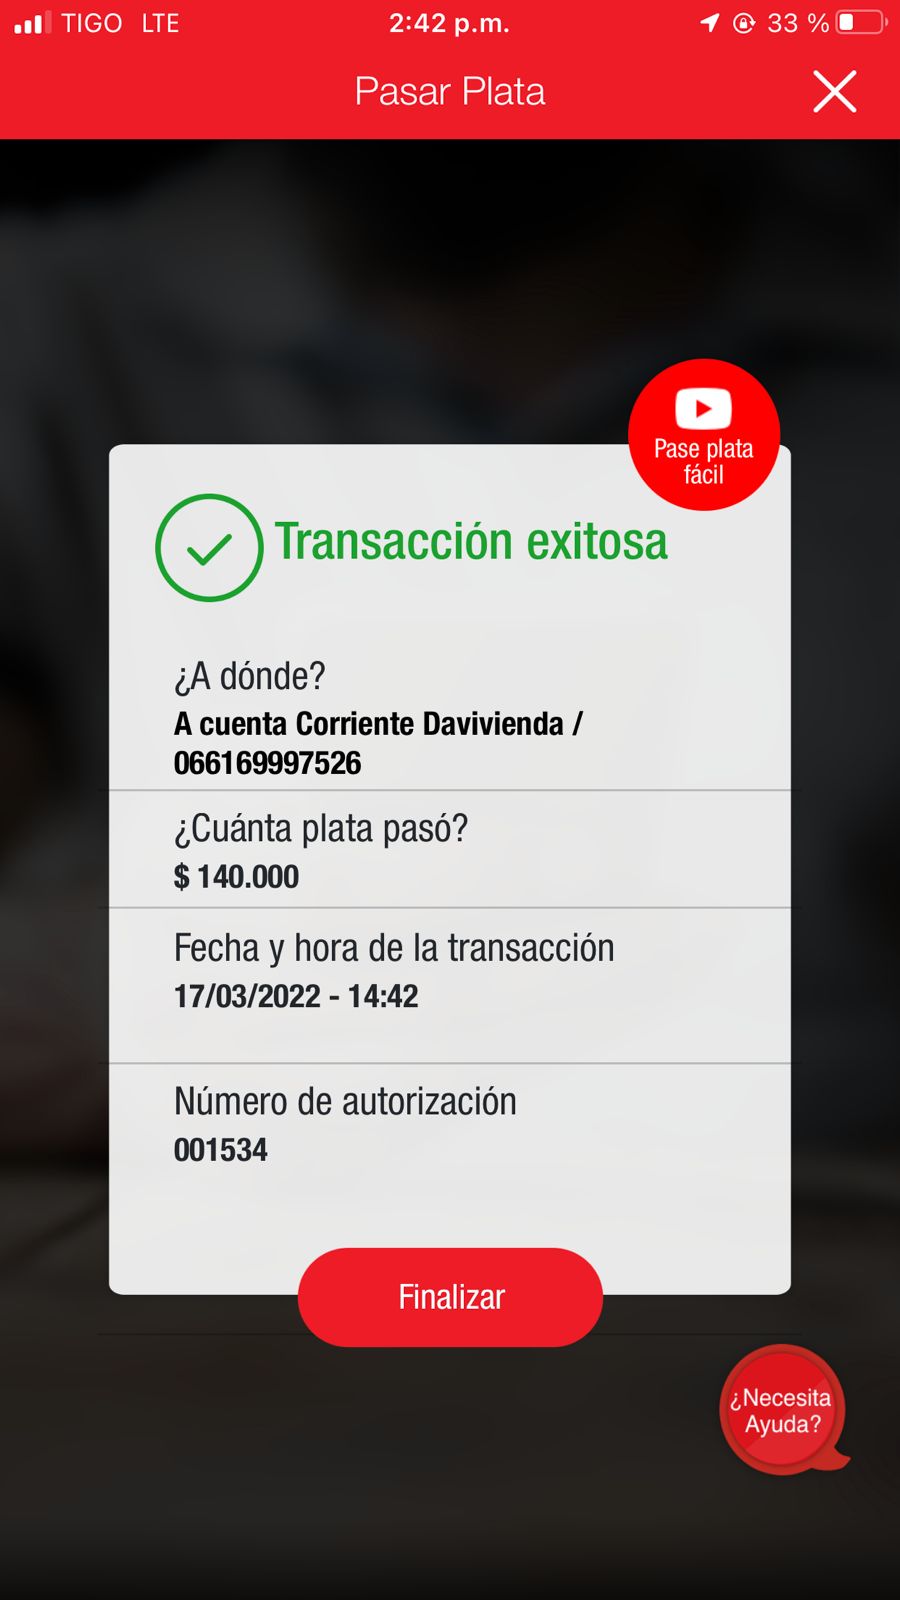 TIGO LTE 2:42 p.m. 33 %
Pasar Plata
Pase plata
fácil
Transacción exitosa
¿A dónde?
A cuenta Corriente Davivienda /
066169997526
¿Cuánta plata pasó?
$ 140.000
Fecha y hora de la transacción
17/03/2022 - 14:42
Número de autorización
001534
Finalizar
¿Necesita
Ayuda?